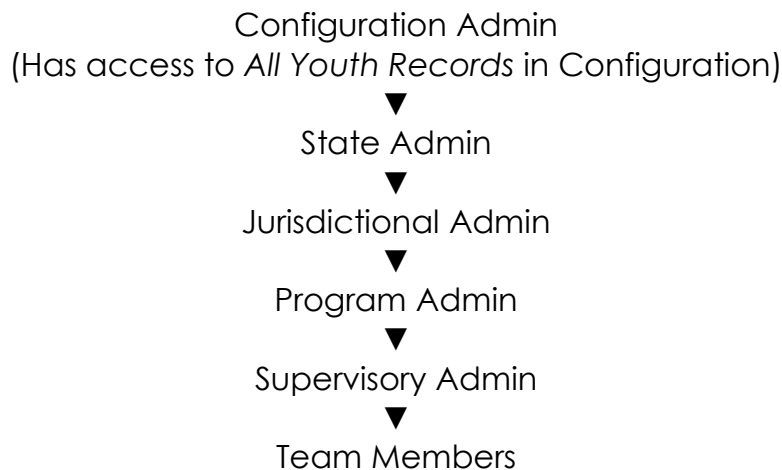 Configuration Admin
(Has access to All Youth Records in Configuration)
▼
State Admin
▼
Jurisdictional Admin
▼
Program Admin
▼
Supervisory Admin
▼
Team Members